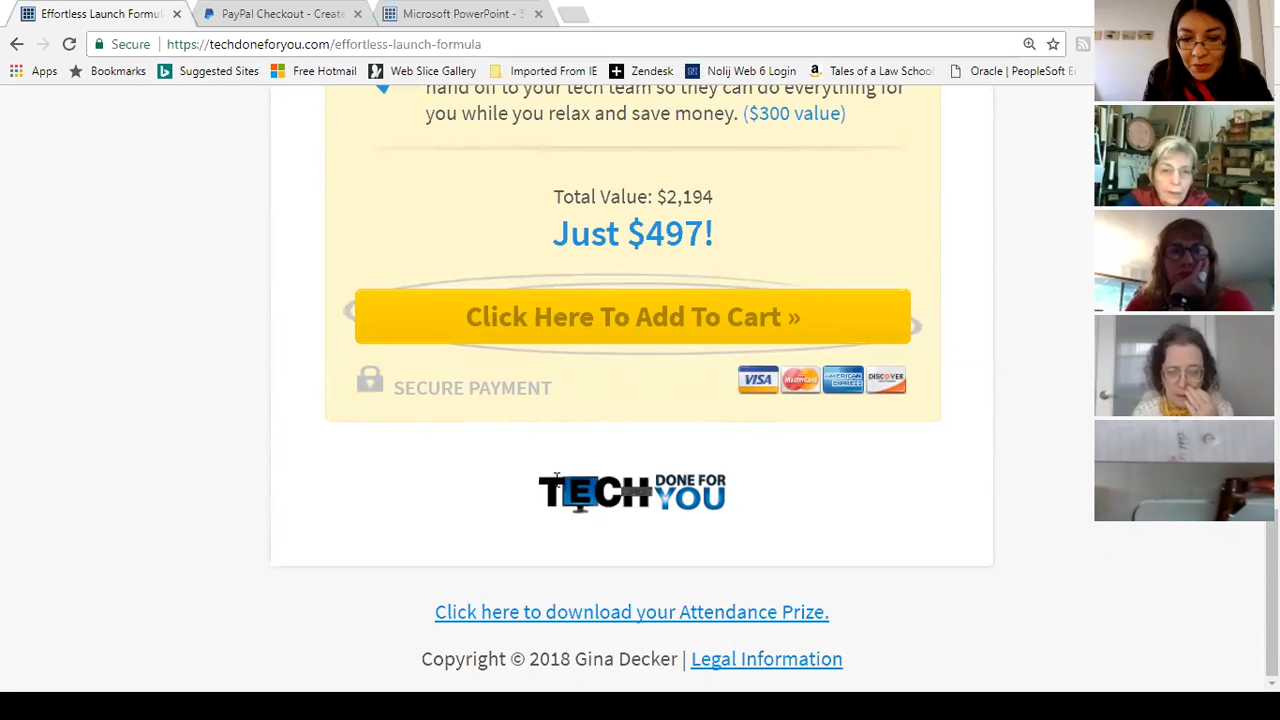 Effortless Launch Formul
PayPal Checkout - Create
Microsoft PowerPoint - S
Secure
https://techdoneforyou.com/effortless-launch-formula
Apps
Bookmarks
Suggested Sites
Free Hotmail
Web Slice Gallery
Imported From IE
Zendesk
Nolij Web 6 Login
Tales of a Law School
Oracle | PeopleSoft E
hand off to your tech team so they can do everything for
you while you relax and save money. ($300 value)
Total Value: $2,194
Just $497!
Click Here To Add To Cart »
SECURE PAYMENT
VISA
MasterCard
AMERICAN EXPRESS
DISCOVER
TECH DONE FOR YOU
Click here to download your Attendance Prize.
Copyright © 2018 Gina Decker | Legal Information